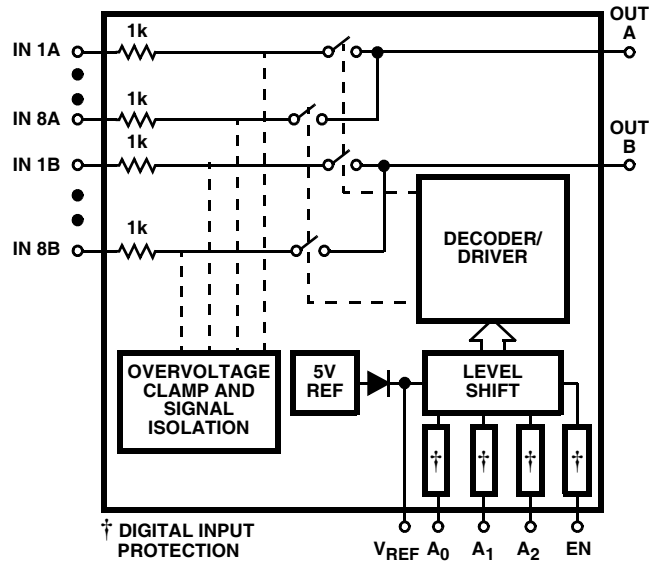 OUT
A
1k
IN 1A
1k
IN 8A
OUT
B
1k
IN 1B
1k
IN 8B
DECODER/
DRIVER
OVERVOLTAGE
CLAMP AND
SIGNAL
ISOLATION
5V
REF
LEVEL
SHIFT
† † † †
† DIGITAL INPUT
PROTECTION
VREF A0 A1 A2 EN